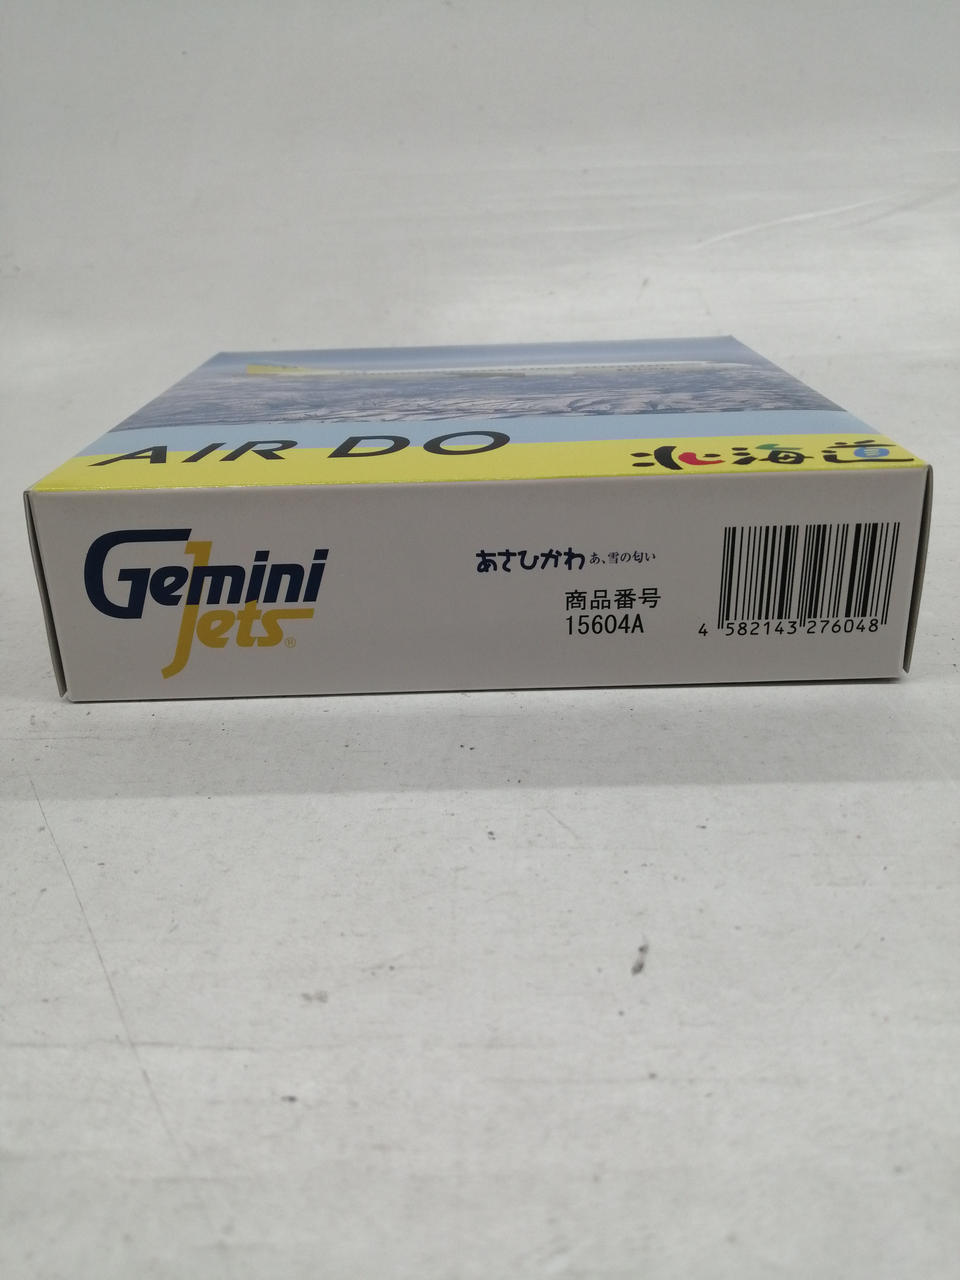 AIR DO
北海道
Gemini
Jets®
あさひかわ あ、雪の匂い
商品番号
15604A
4 582143 276048